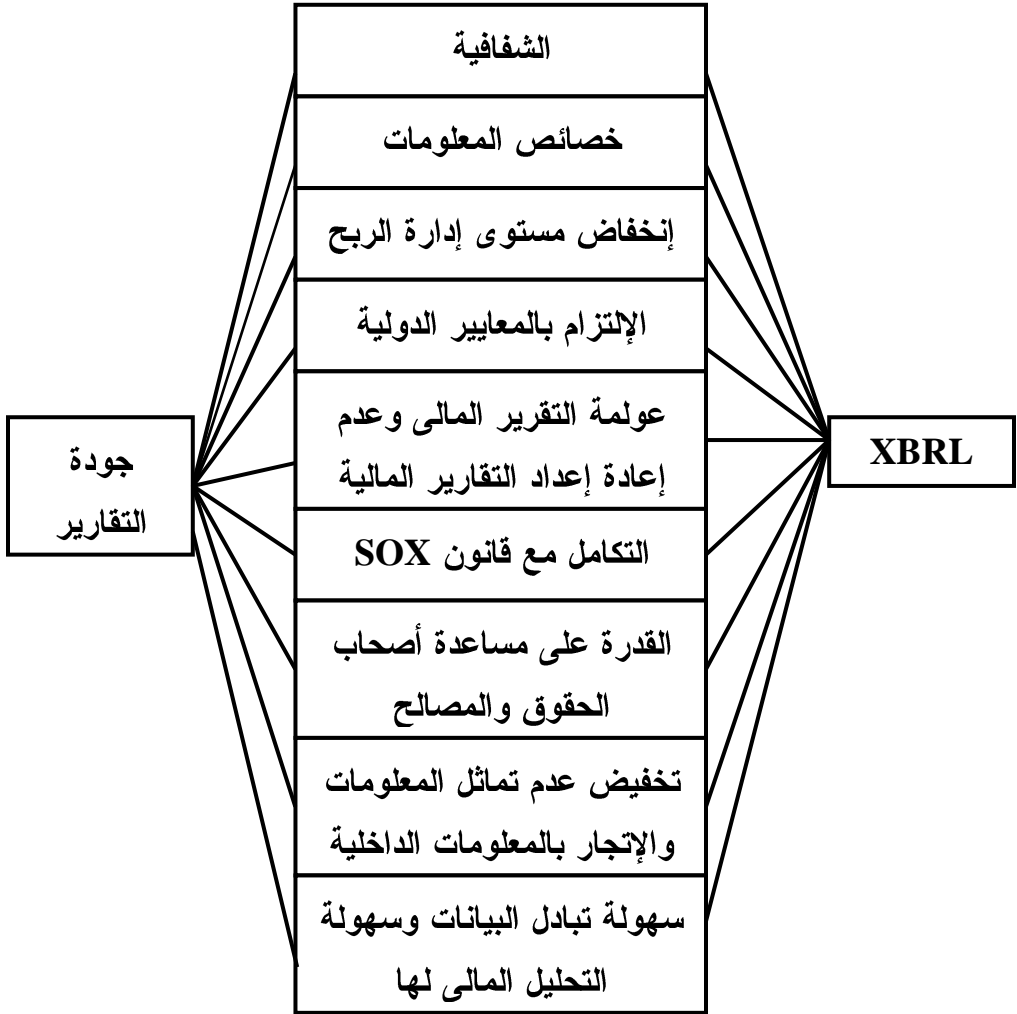 الشفافية
خصائص المعلومات
إنخفاض مستوى إدارة الربح
الإلتزام بالمعايير الدولية
عولمة التقرير المالى وعدم
إعادة إعداد التقارير المالية
التكامل مع قانون SOX
القدرة على مساعدة أصحاب
الحقوق والمصالح
تخفيض عدم تماثل المعلومات
والإتجار بالمعلومات الداخلية
سهولة تبادل البيانات وسهولة
التحليل المالى لها
XBRL
جودة
التقارير